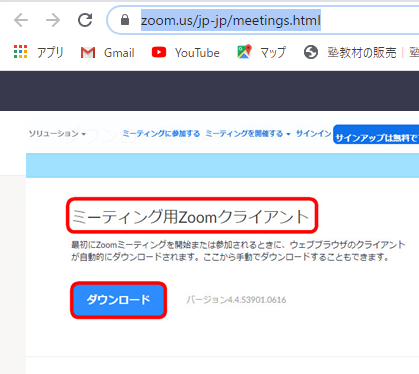 zoom.us/jp-jp/meetings.html
アプリ Gmail YouTube マップ 塾教材の販売｜塾
ソリューション ミーティングに参加する ミーティングを開催する サインイン サインアップは無料で
ミーティング用Zoomクライアント
最初にZoomミーティングを開始または参加されるときに、ウェブブラウザのクライアント
が自動的にダウンロードされます。ここから手動でダウンロードすることもできます。
ダウンロード バージョン4.4.53901.0616